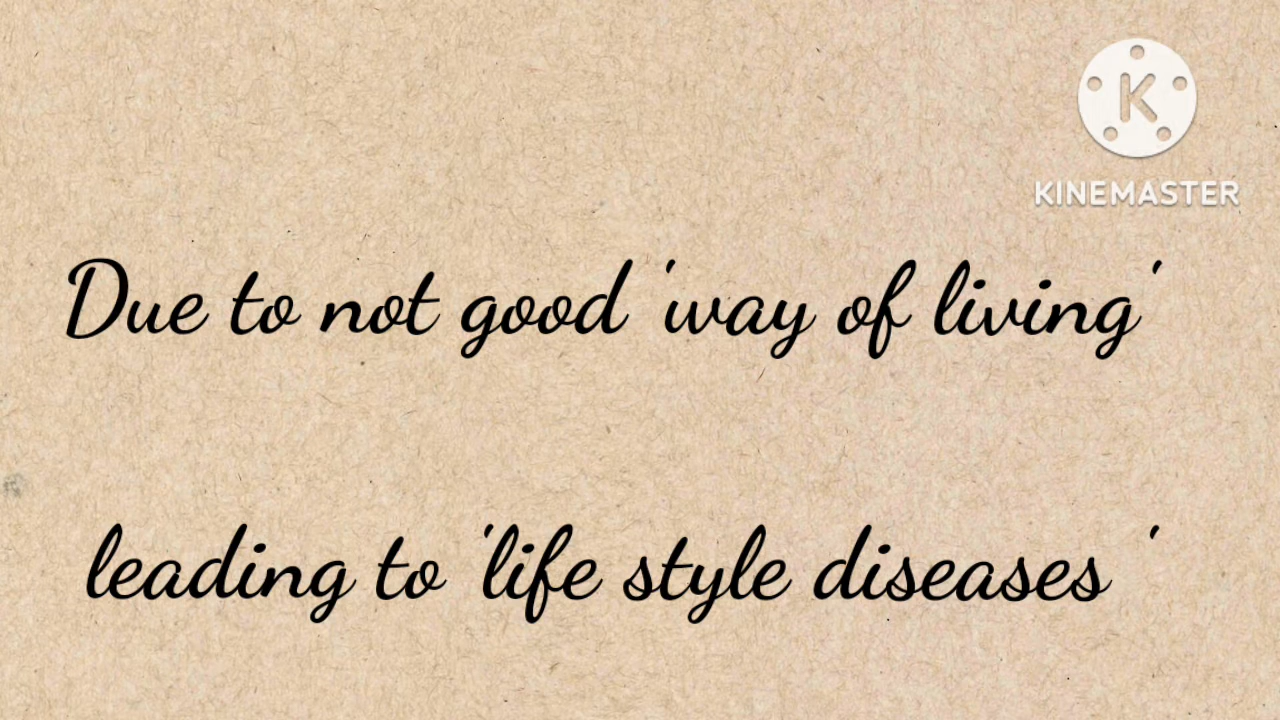 K
KINEMASTER
Due to not good 'way of living'
leading to 'life style diseases '